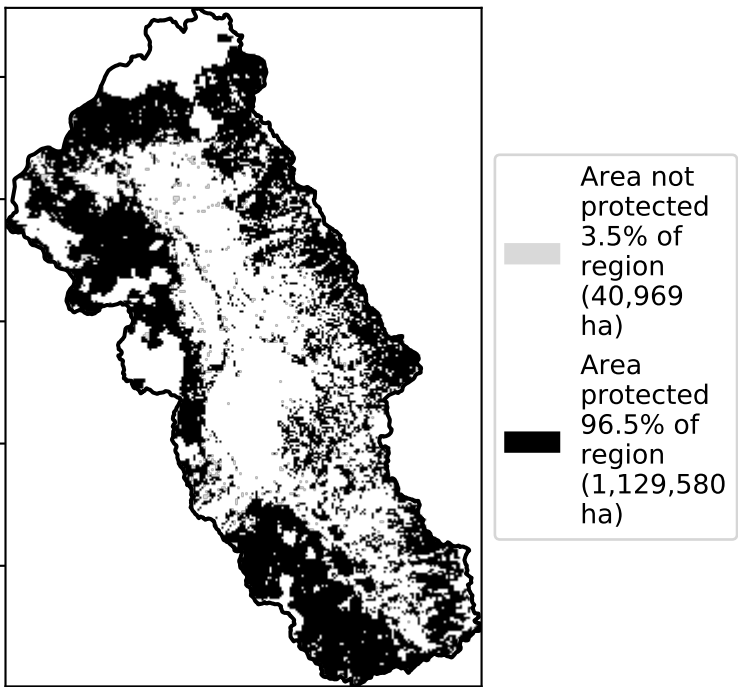 Area not
protected
3.5% of
region
(40,969
ha)
Area
protected
96.5% of
region
(1,129,580
ha)